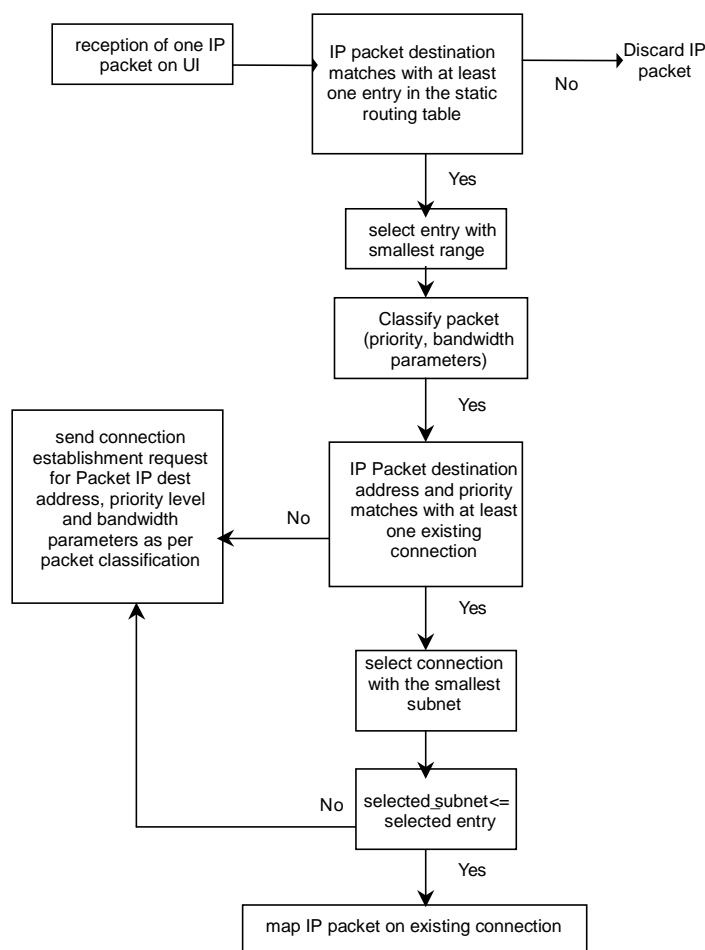 reception of one IP
packet on UI
IP packet destination
matches with at least
one entry in the static
routing table
Discard IP
packet
No
Yes
select entry with
smallest range
Classify packet
(priority, bandwidth
parameters)
Yes
send connection
establishment request
for Packet IP dest
address, priority level
and bandwidth
parameters as per
packet classification
No
IP Packet destination
address and priority
matches with at least
one existing
connection
Yes
select connection
with the smallest
subnet
No
selected_subnet<=
selected entry
Yes
map IP packet on existing connection